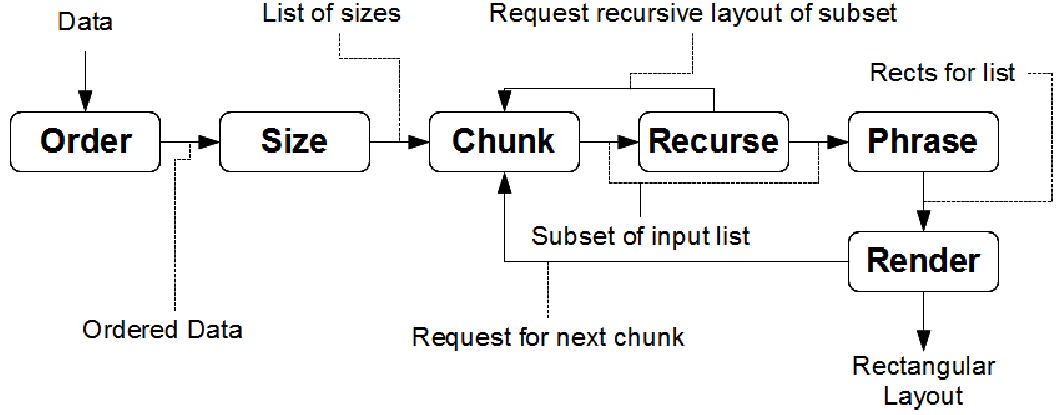 Data
List of sizes
Request recursive layout of subset
Rects for list
Order
Size
Chunk
Recurse
Phrase
Subset of input list
Render
Ordered Data
Request for next chunk
Rectangular
Layout